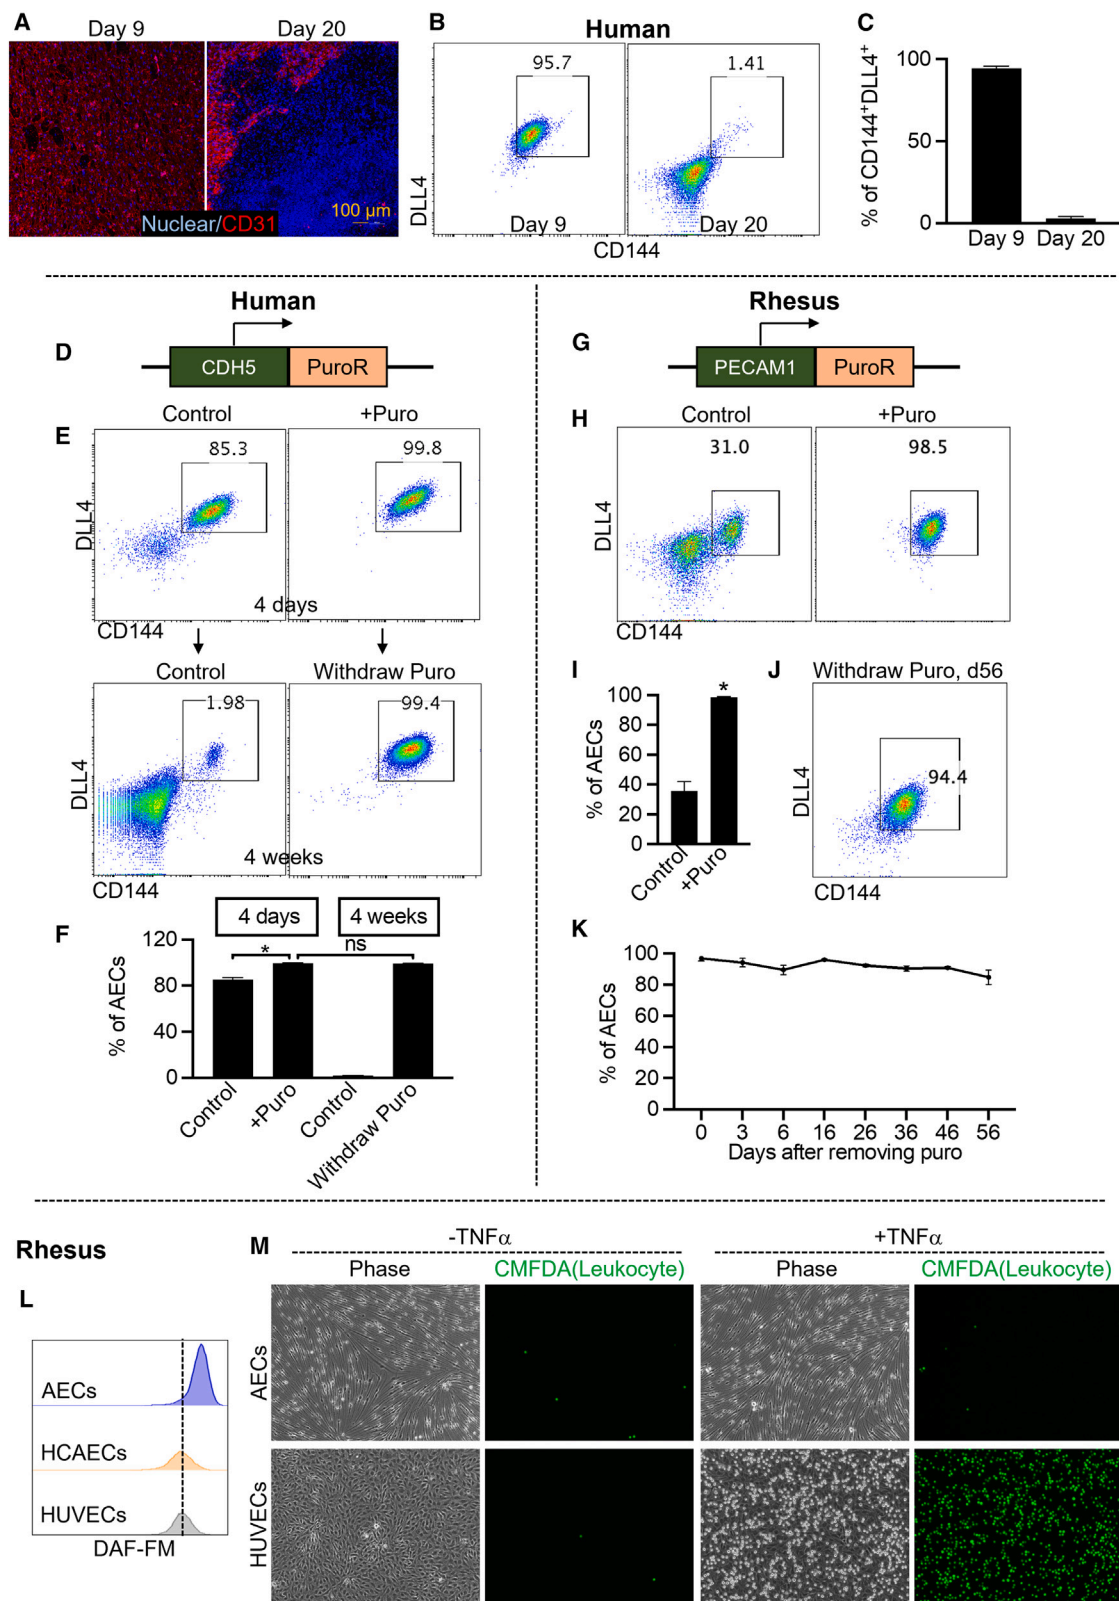 A
Day 9
Day 20
Nuclear/CD31
100 µm
B
Human
95.7
1.41
DLL4
Day 9
Day 20
CD144
C
% of CD144+DLL4+
100
50
0
Day 9
Day 20
Human
D
CDH5
PuroR
E
Control
+Puro
85.3
99.8
DLL4
4 days
CD144
Control
Withdraw Puro
1.98
99.4
DLL4
4 weeks
CD144
F
4 days
4 weeks
% of AECs
120
80
40
0
*
ns
Control
+Puro
Control
Withdraw Puro
Rhesus
G
PECAM1
PuroR
H
Control
+Puro
31.0
98.5
DLL4
CD144
I
% of AECs
100
80
60
40
20
0
*
Control
+Puro
J
Withdraw Puro, d56
94.4
DLL4
CD144
K
% of AECs
100
80
60
40
20
0
0 3 6 16 26 36 46 56
Days after removing puro
Rhesus
L
AECs
HCAECs
HUVECs
DAF-FM
M
-TNFα
+TNFα
Phase
CMFDA(Leukocyte)
Phase
CMFDA(Leukocyte)
AECs
HUVECs